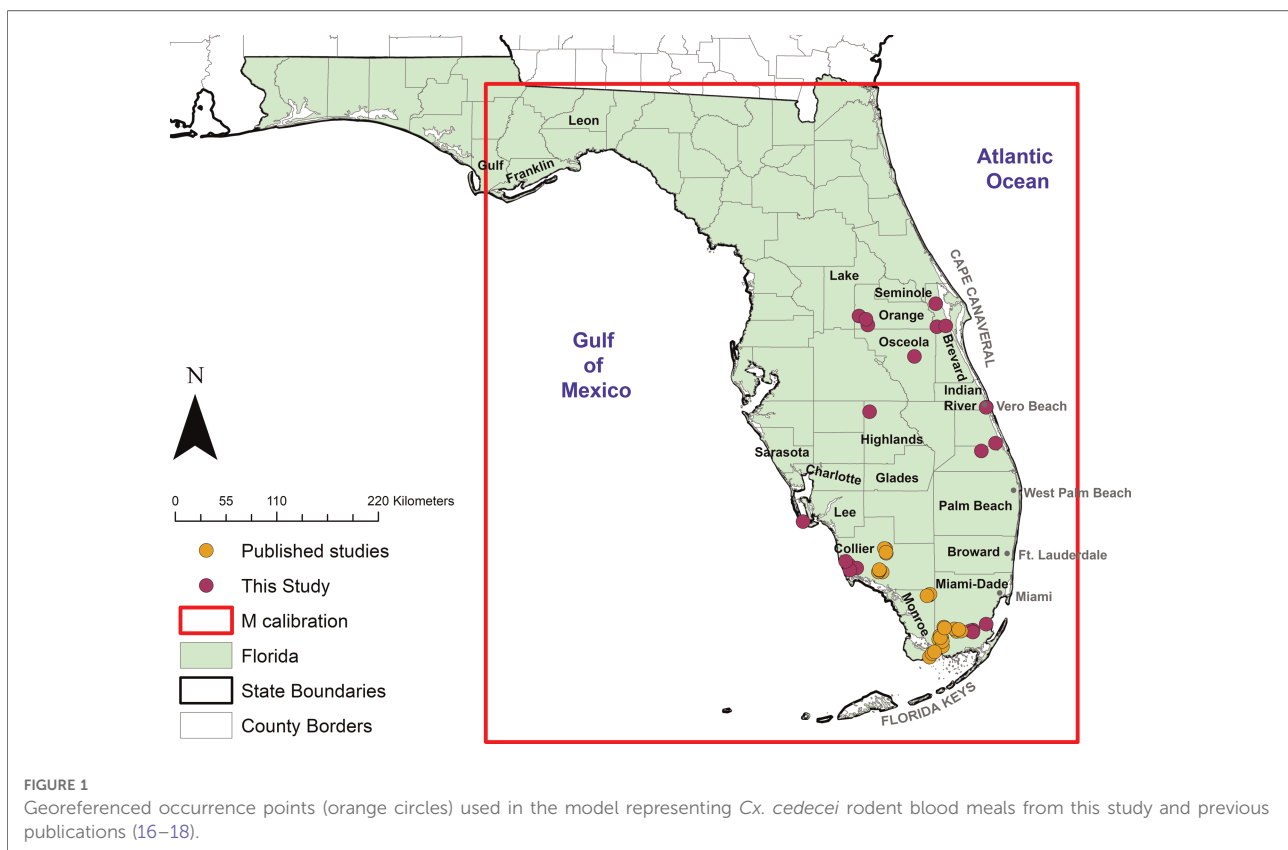 Leon
Gulf
Franklin
Atlantic
Ocean
CAPE CANAVERAL
Lake
Seminole
Orange
Osceola
Brevard
Gulf
of
Mexico
Indian
River
Vero Beach
Highlands
Sarasota
Charlotte
Glades
West Palm Beach
Palm Beach
Lee
Collier
Broward
Ft. Lauderdale
Miami-Dade
Miami
Monroe
FLORIDA KEYS
N
0 55 110 220 Kilometers
Published studies
This Study
M calibration
Florida
State Boundaries
County Borders
FIGURE 1
Georeferenced occurrence points (orange circles) used in the model representing Cx. cedecei rodent blood meals from this study and previous
publications (16–18).